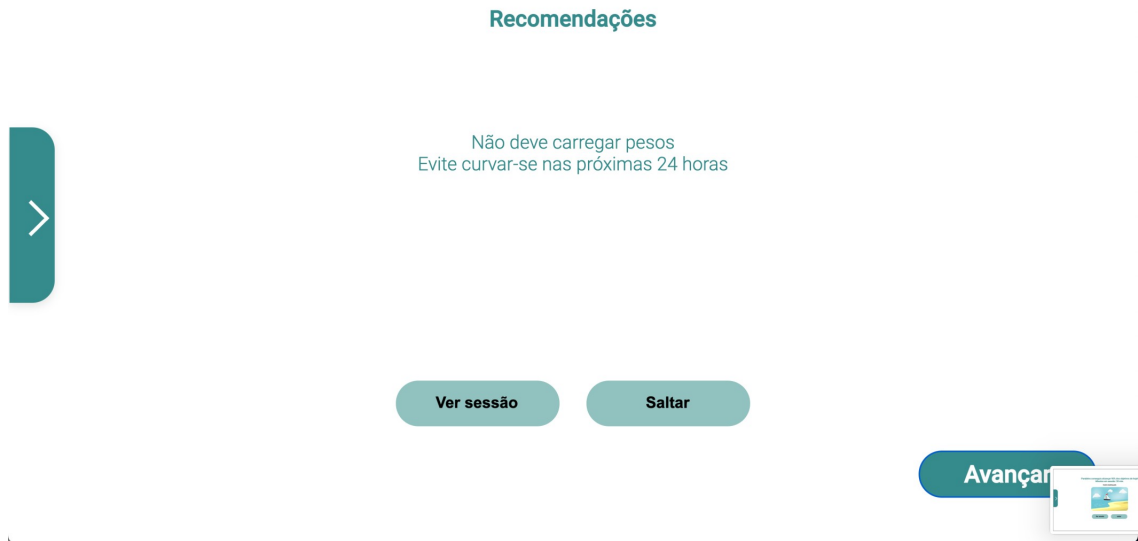 Recomendações
Não deve carregar pesos
Evite curvar-se nas próximas 24 horas
Ver sessão
Saltar
Avançar